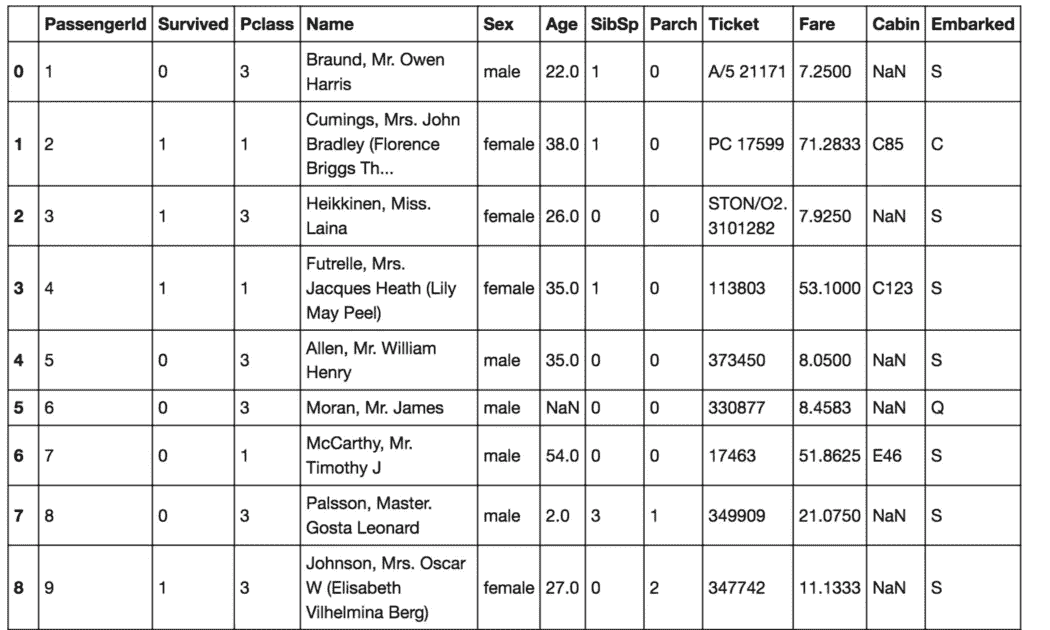 PassengerId Survived Pclass Name Sex Age SibSp Parch Ticket Fare Cabin Embarked
0 1 0 3 Braund, Mr. Owen Harris male 22.0 1 0 A/5 21171 7.2500 NaN S
1 2 1 1 Cumings, Mrs. John Bradley (Florence Briggs Th... female 38.0 1 0 PC 17599 71.2833 C85 C
2 3 1 3 Heikkinen, Miss. Laina female 26.0 0 0 STON/O2. 3101282 7.9250 NaN S
3 4 1 1 Futrelle, Mrs. Jacques Heath (Lily May Peel) female 35.0 1 0 113803 53.1000 C123 S
4 5 0 3 Allen, Mr. William Henry male 35.0 0 0 373450 8.0500 NaN S
5 6 0 3 Moran, Mr. James male NaN 0 0 330877 8.4583 NaN Q
6 7 0 1 McCarthy, Mr. Timothy J male 54.0 0 0 17463 51.8625 E46 S
7 8 0 3 Palsson, Master. Gosta Leonard male 2.0 3 1 349909 21.0750 NaN S
8 9 1 3 Johnson, Mrs. Oscar W (Elisabeth Vilhelmina Berg) female 27.0 0 2 347742 11.1333 NaN S